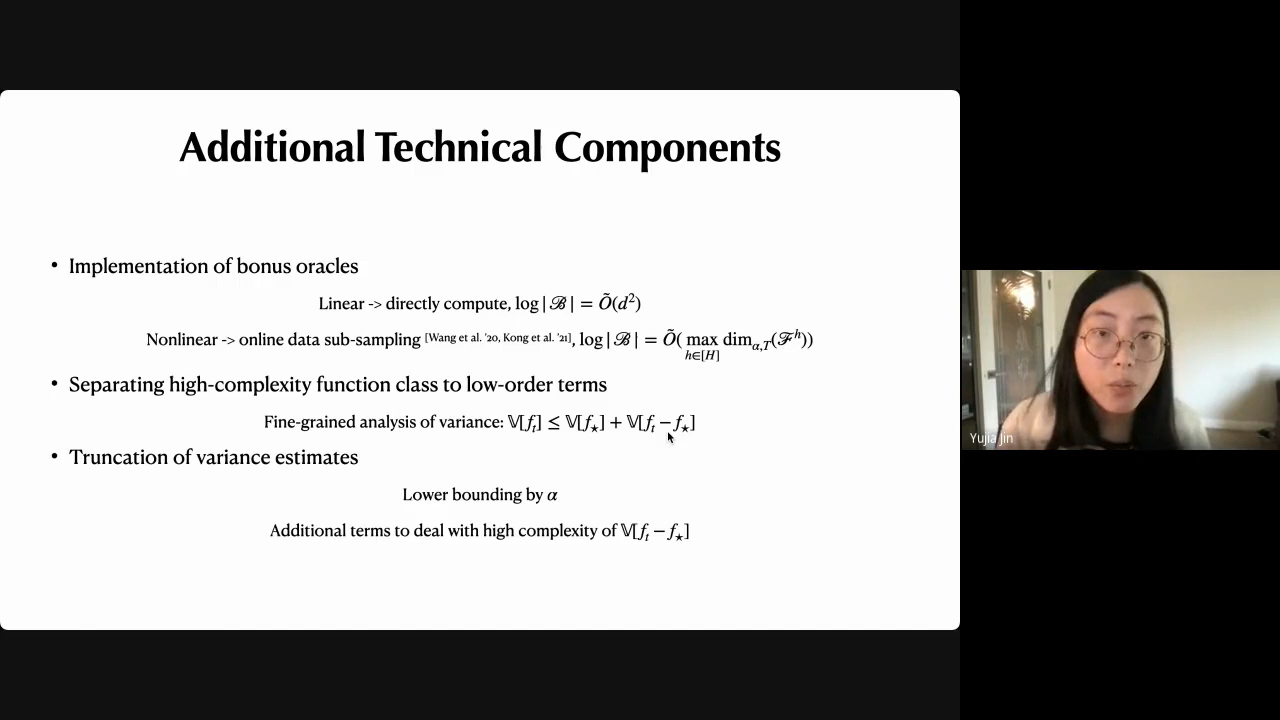 Additional Technical Components
• Implementation of bonus oracles
Linear -> directly compute, log|ℬ| = Õ(d²)
Nonlinear -> online data sub-sampling [Wang et al. '20, Kong et al. '21], log|ℬ| = Õ( max_{h∈[H]} dim_{α,T}(ℱ^h))
• Separating high-complexity function class to low-order terms
Fine-grained analysis of variance: 𝕍[f_t] ≤ 𝕍[f_⋆] + 𝕍[f_t − f_⋆]
• Truncation of variance estimates
Lower bounding by α
Additional terms to deal with high complexity of 𝕍[f_t − f_⋆]
Yujia Jin